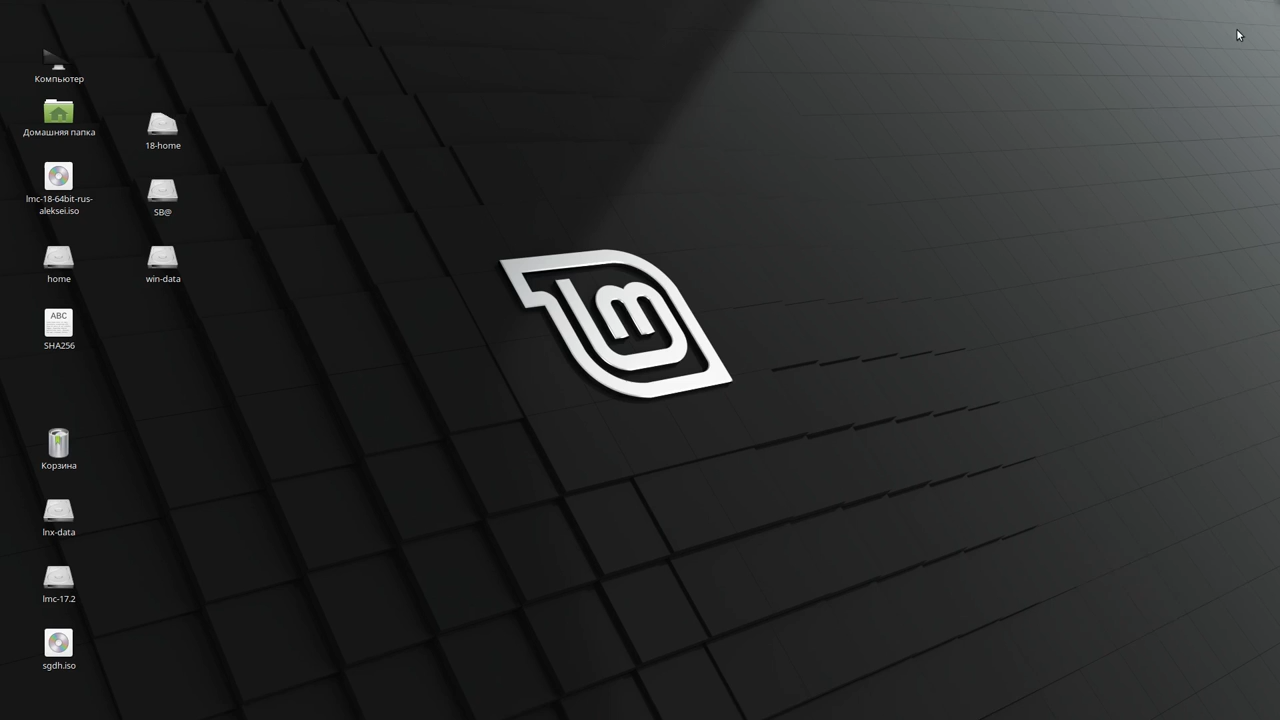 Компьютер
Домашняя папка
lmc-18-64bit-rus-
aleksei.iso
home
ABC
SHA256
Корзина
lnx-data
lmc-17.2
sgdh.iso
18-home
SB@
win-data
lm